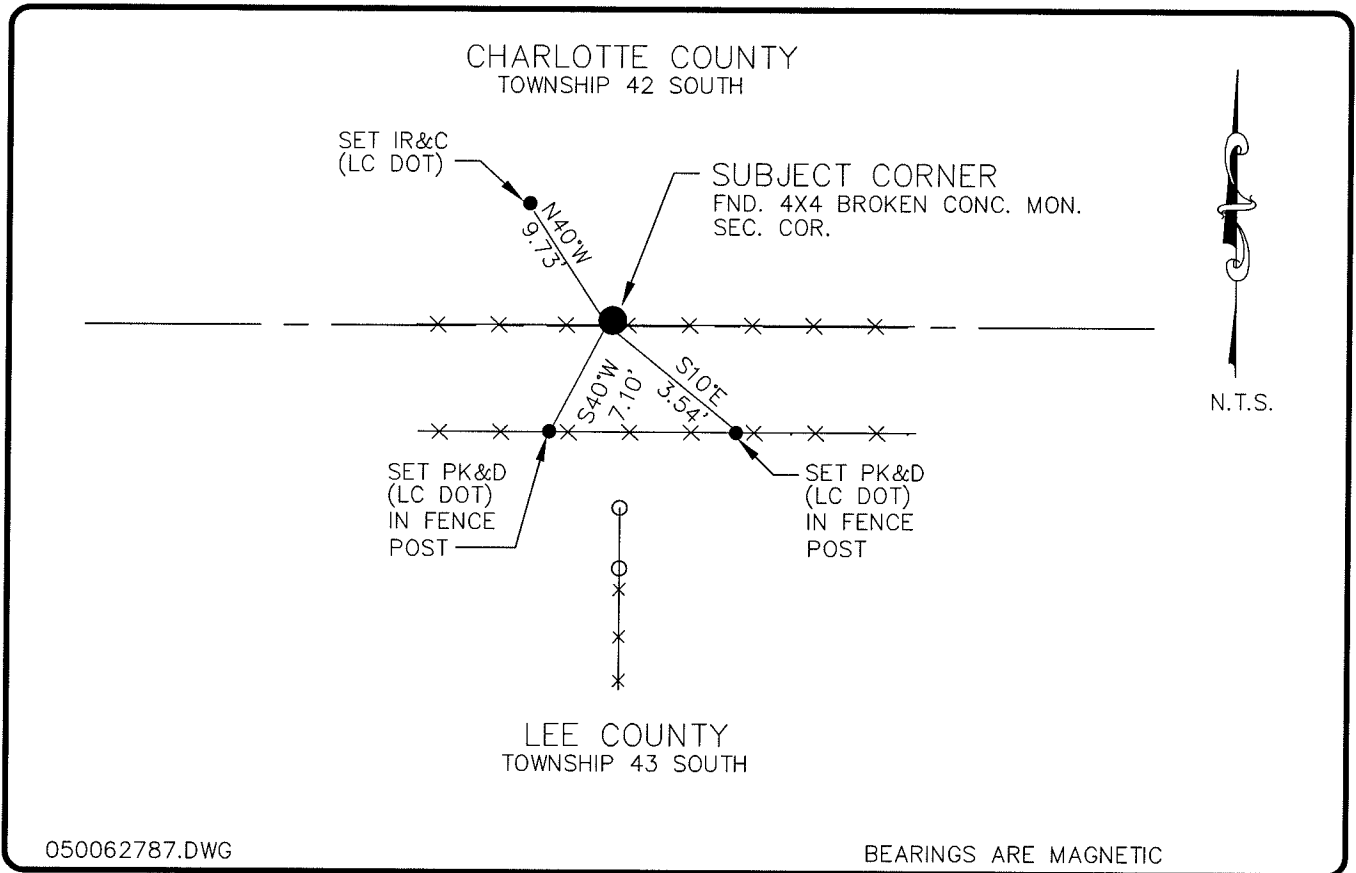 CHARLOTTE COUNTY
TOWNSHIP 42 SOUTH
SET IR&C
(LC DOT)
SUBJECT CORNER
FND. 4X4 BROKEN CONC. MON.
SEC. COR.
N40°W
9.73'
S40°W
7.10'
S10°E
3.54'
N.T.S.
SET PK&D
(LC DOT)
IN FENCE
POST
SET PK&D
(LC DOT)
IN FENCE
POST
LEE COUNTY
TOWNSHIP 43 SOUTH
050062787.DWG
BEARINGS ARE MAGNETIC